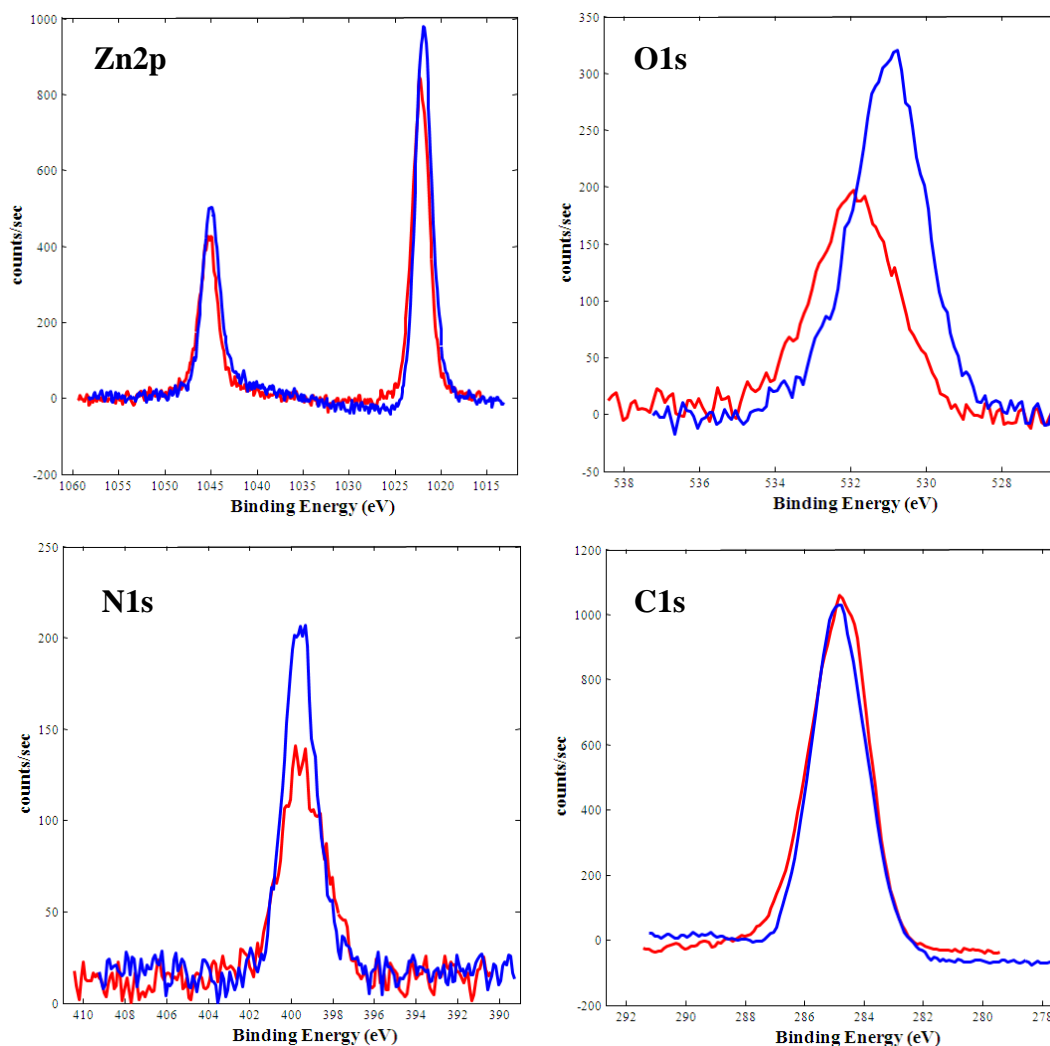 Zn2p
counts/sec
1000
800
600
400
200
0
-200
1060 1055 1050 1045 1040 1035 1030 1025 1020 1015
Binding Energy (eV)
O1s
counts/sec
350
300
250
200
150
100
50
0
-50
538 536 534 532 530 528
Binding Energy (eV)
N1s
counts/sec
250
200
150
100
50
0
410 408 406 404 402 400 398 396 394 392 390
Binding Energy (eV)
C1s
counts/sec
1200
1000
800
600
400
200
0
-200
292 290 288 286 284 282 280 278
Binding Energy (eV)